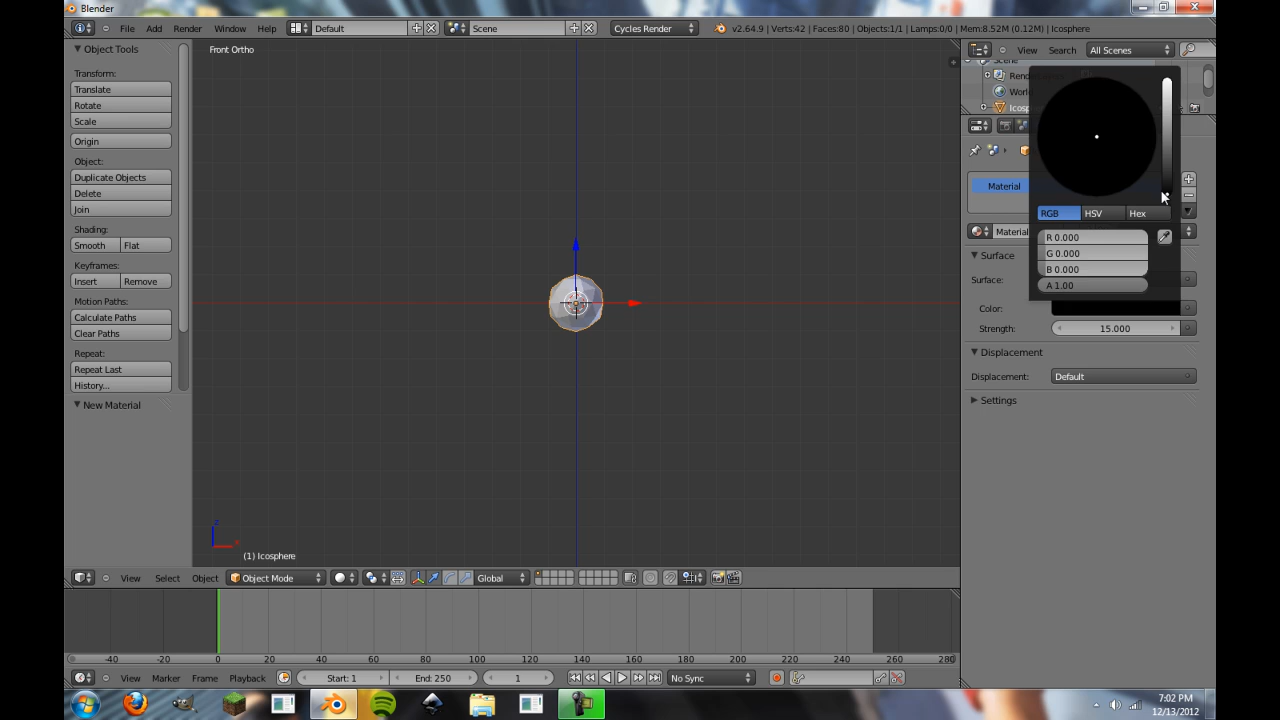 Blender
File Add Render Window Help Default Scene Cycles Render v2.64.9 | Verts:42 | Faces:80 | Objects:1/1 | Lamps:0/0 | Mem:8.52M (0.12M) | Icosphere
Object Tools
Transform:
Translate
Rotate
Scale
Origin
Object:
Duplicate Objects
Delete
Join
Shading:
Smooth Flat
Keyframes:
Insert Remove
Motion Paths:
Calculate Paths
Clear Paths
Repeat:
Repeat Last
History...
New Material
Front Ortho
z
x
(1) Icosphere
View Search All Scenes
Scene
Rend
World
Icosp
Material
RGB HSV Hex
R 0.000
G 0.000
B 0.000
A 1.00
Material
Surface
Surface:
Color:
Strength: 15.000
Displacement
Displacement: Default
Settings
View Select Object Object Mode Global
-40 -20 0 20 40 60 80 100 120 140 160 180 200 220 240 260 280
View Marker Frame Playback Start: 1 End: 250 1 No Sync
7:02 PM
12/13/2012